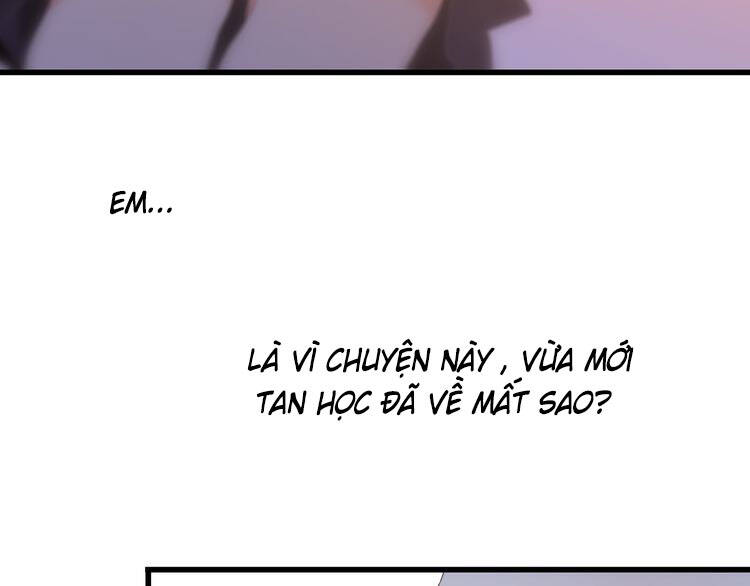 EM...
LÀ VÌ CHUYỆN NÀY , VỪA MỚI
TAN HỌC ĐÃ VỀ MẤT SAO?